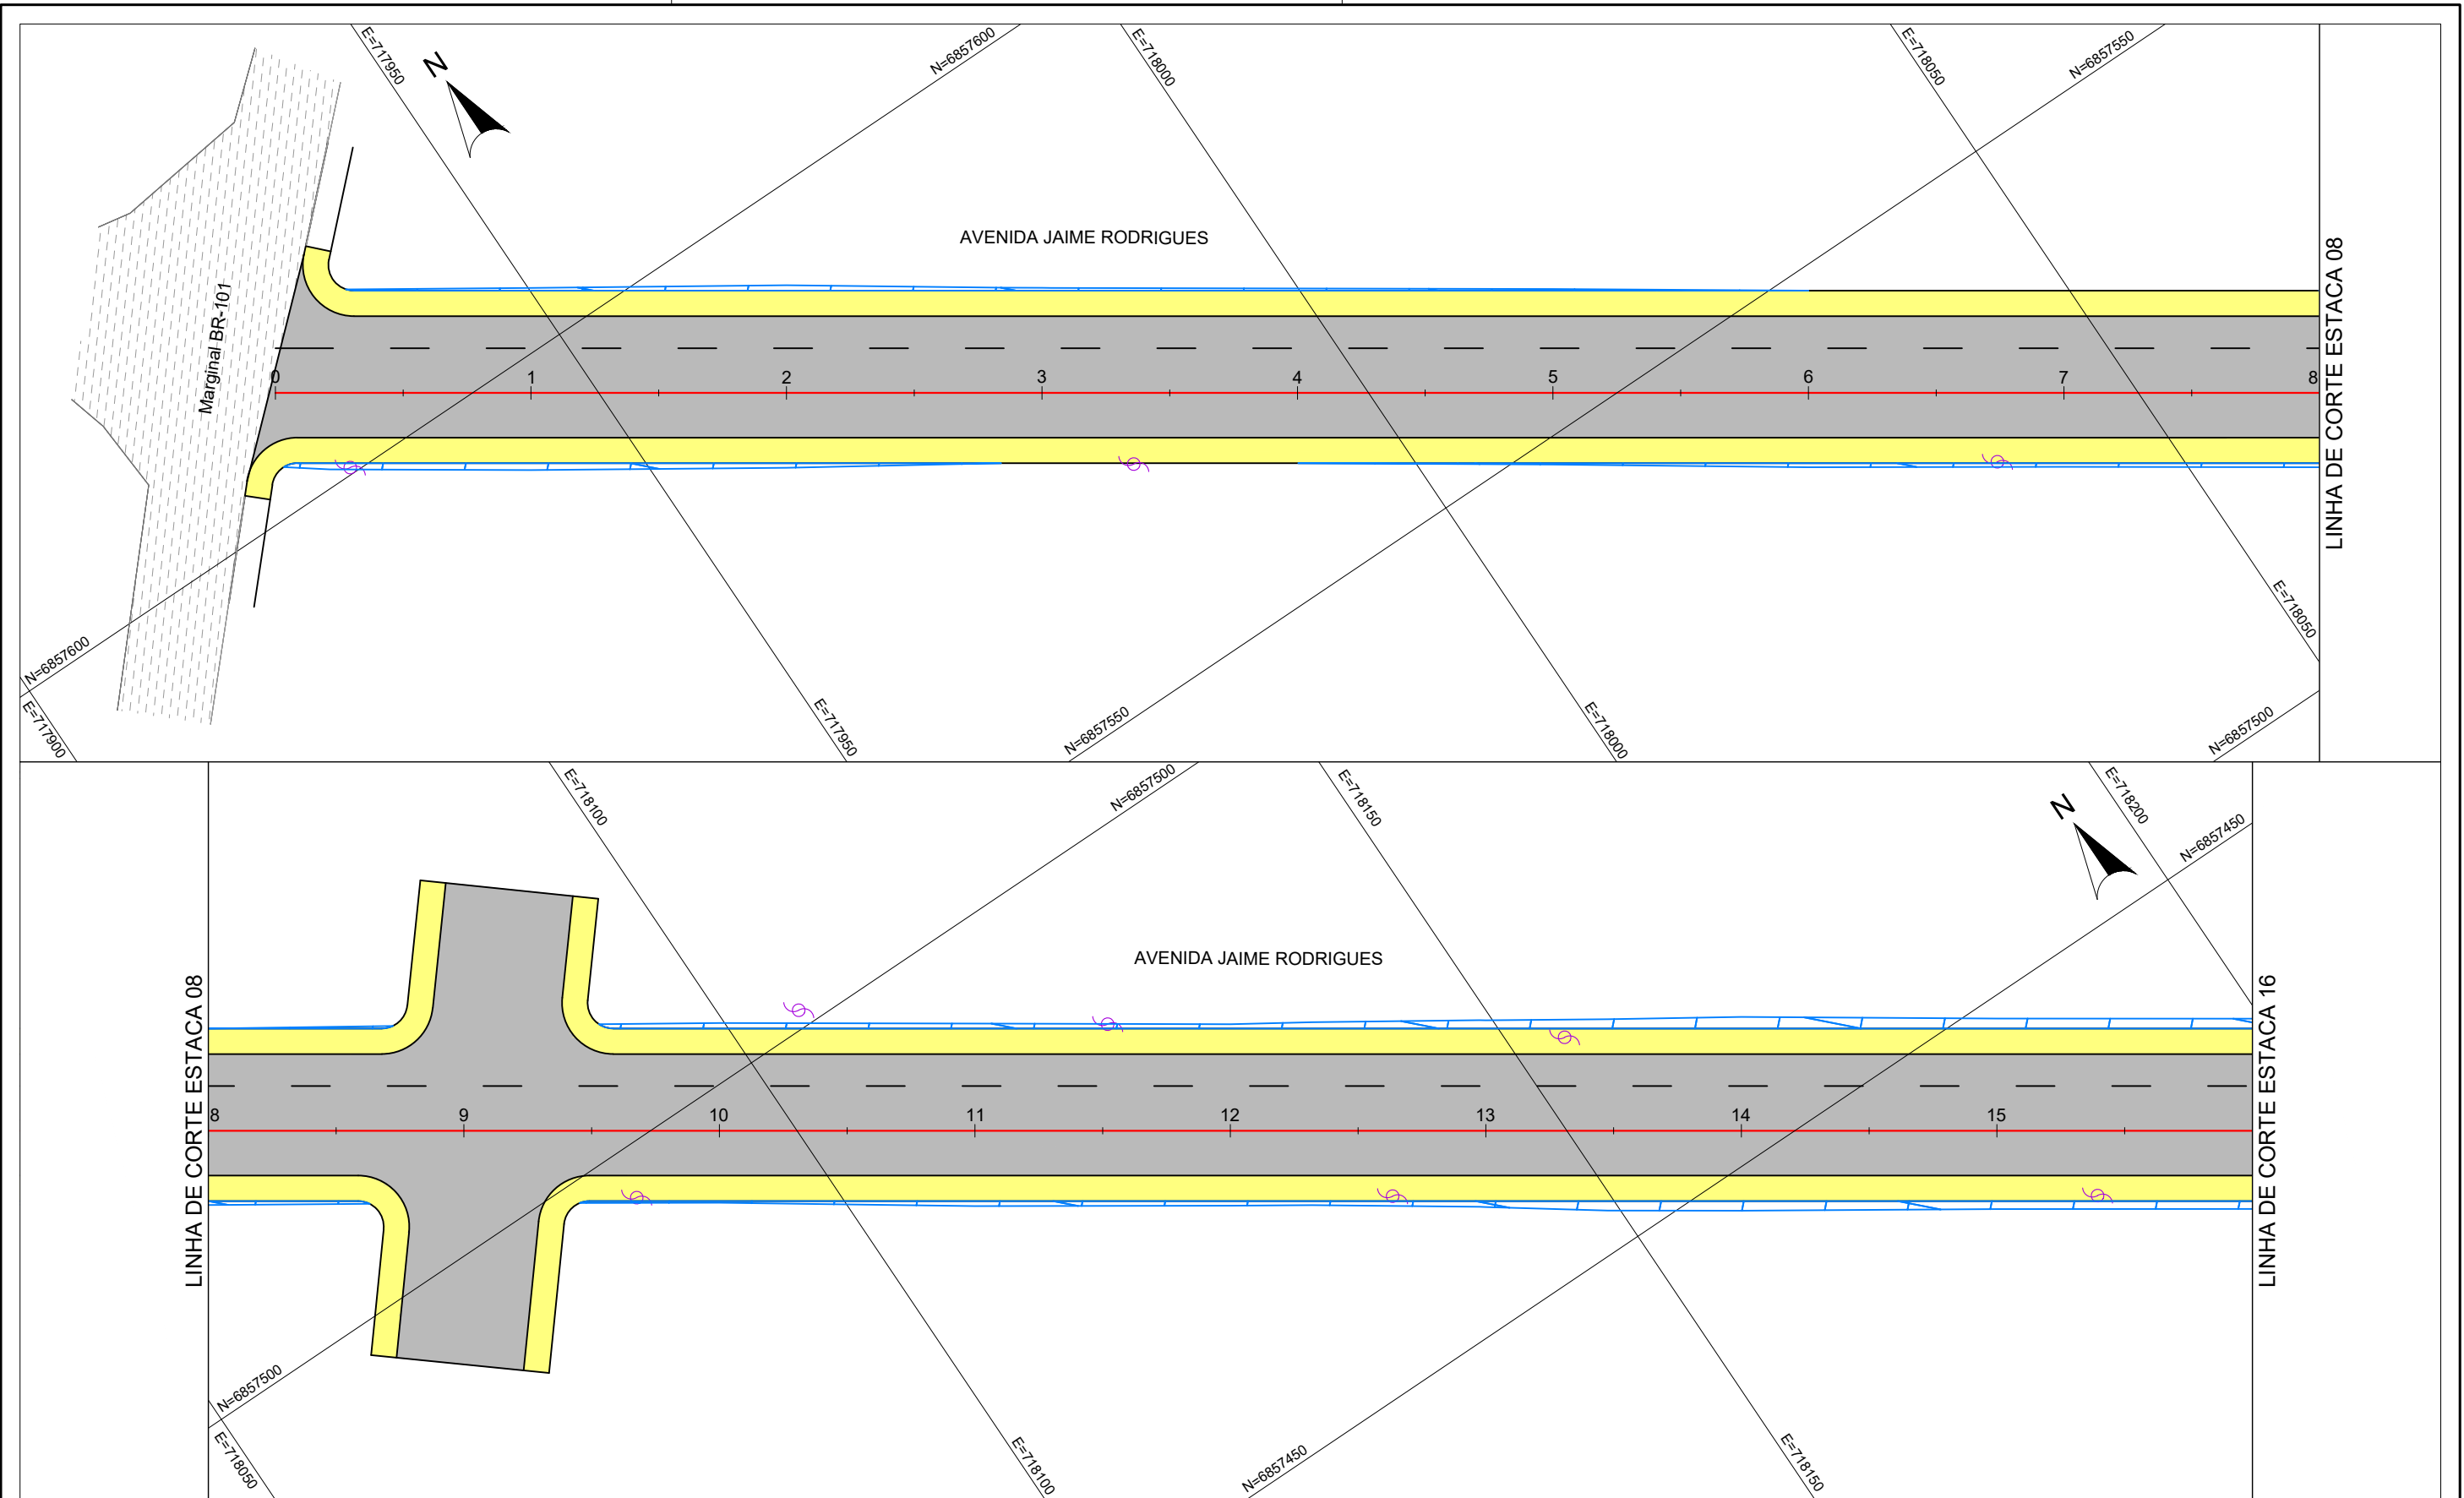 E=717950
N
N=6857600
E=718000
E=718050
N=6857550
AVENIDA JAIME RODRIGUES
Marginal BR-101
0
1
2
3
4
5
6
7
8
LINHA DE CORTE ESTACA 08
N=6857600
E=717900
E=717950
N=6857550
E=718000
E=718050
N=6857500
E=718100
N=6857500
E=718150
N
E=718200
N=6857450
AVENIDA JAIME RODRIGUES
LINHA DE CORTE ESTACA 08
8
9
10
11
12
13
14
15
LINHA DE CORTE ESTACA 16
N=6857500
E=718050
E=718100
N=6857450
E=718150